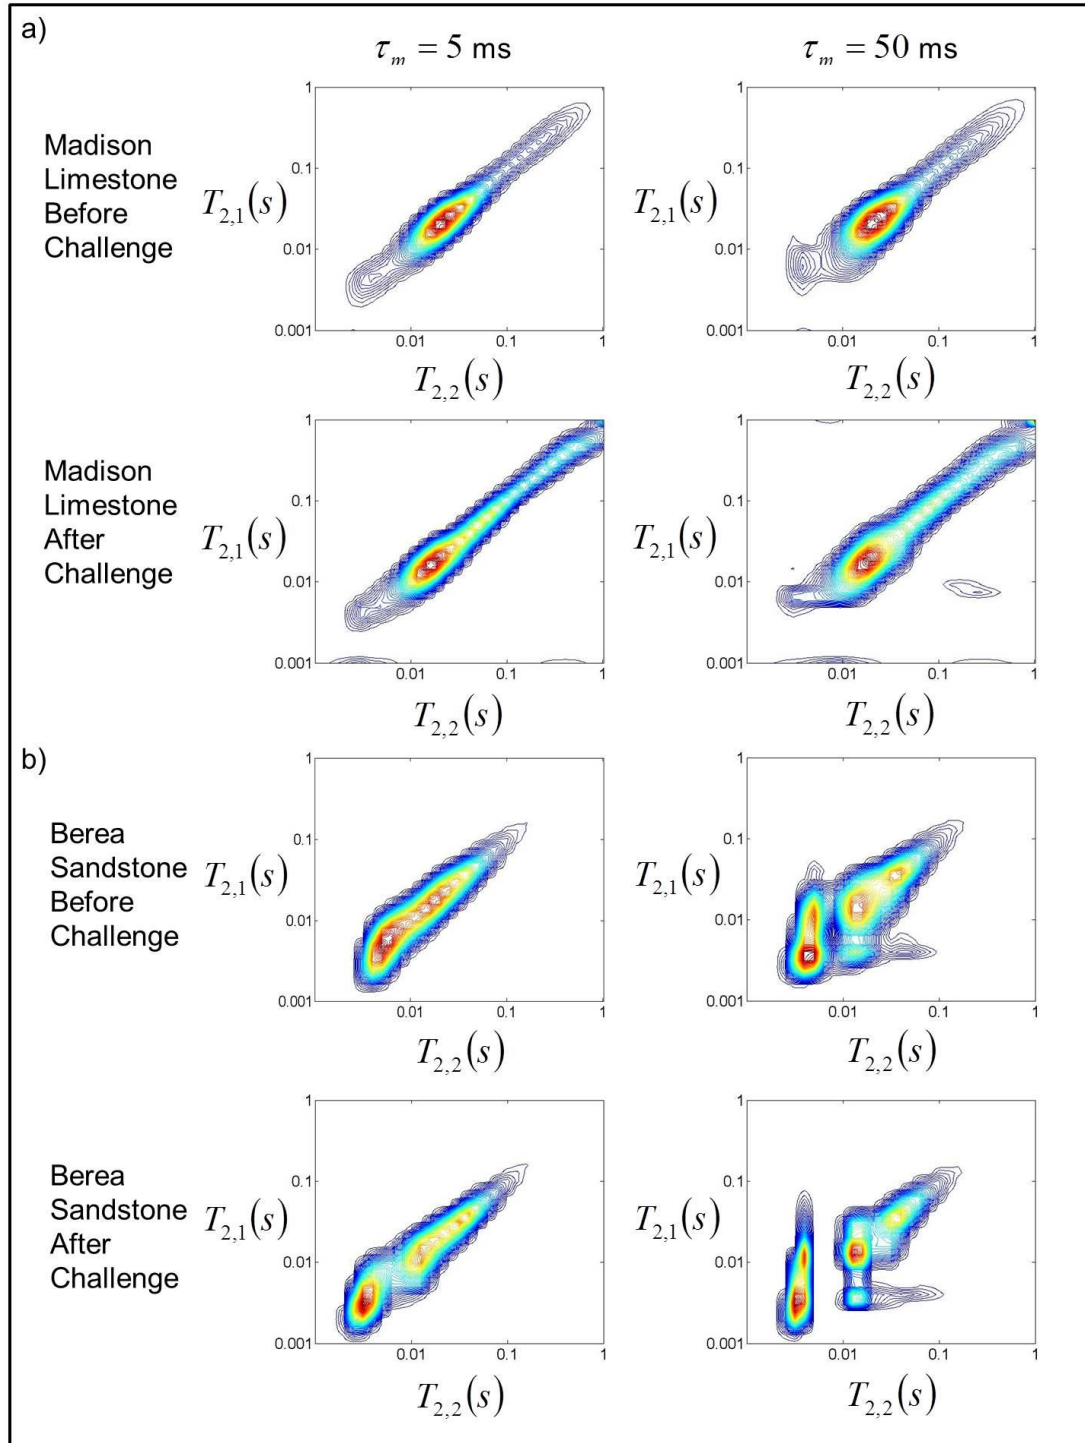 a)
τₘ = 5 ms
τₘ = 50 ms
Madison
Limestone
Before
Challenge
T₂,₁(s)
1
0.1
0.01
0.001
0.01
0.1
1
T₂,₂(s)
T₂,₁(s)
1
0.1
0.01
0.001
0.01
0.1
1
T₂,₂(s)
Madison
Limestone
After
Challenge
T₂,₁(s)
1
0.1
0.01
0.001
0.01
0.1
1
T₂,₂(s)
T₂,₁(s)
1
0.1
0.01
0.001
0.01
0.1
1
T₂,₂(s)
b)
Berea
Sandstone
Before
Challenge
T₂,₁(s)
1
0.1
0.01
0.001
0.01
0.1
1
T₂,₂(s)
T₂,₁(s)
1
0.1
0.01
0.001
0.01
0.1
1
T₂,₂(s)
Berea
Sandstone
After
Challenge
T₂,₁(s)
1
0.1
0.01
0.001
0.01
0.1
1
T₂,₂(s)
T₂,₁(s)
1
0.1
0.01
0.001
0.01
0.1
1
T₂,₂(s)